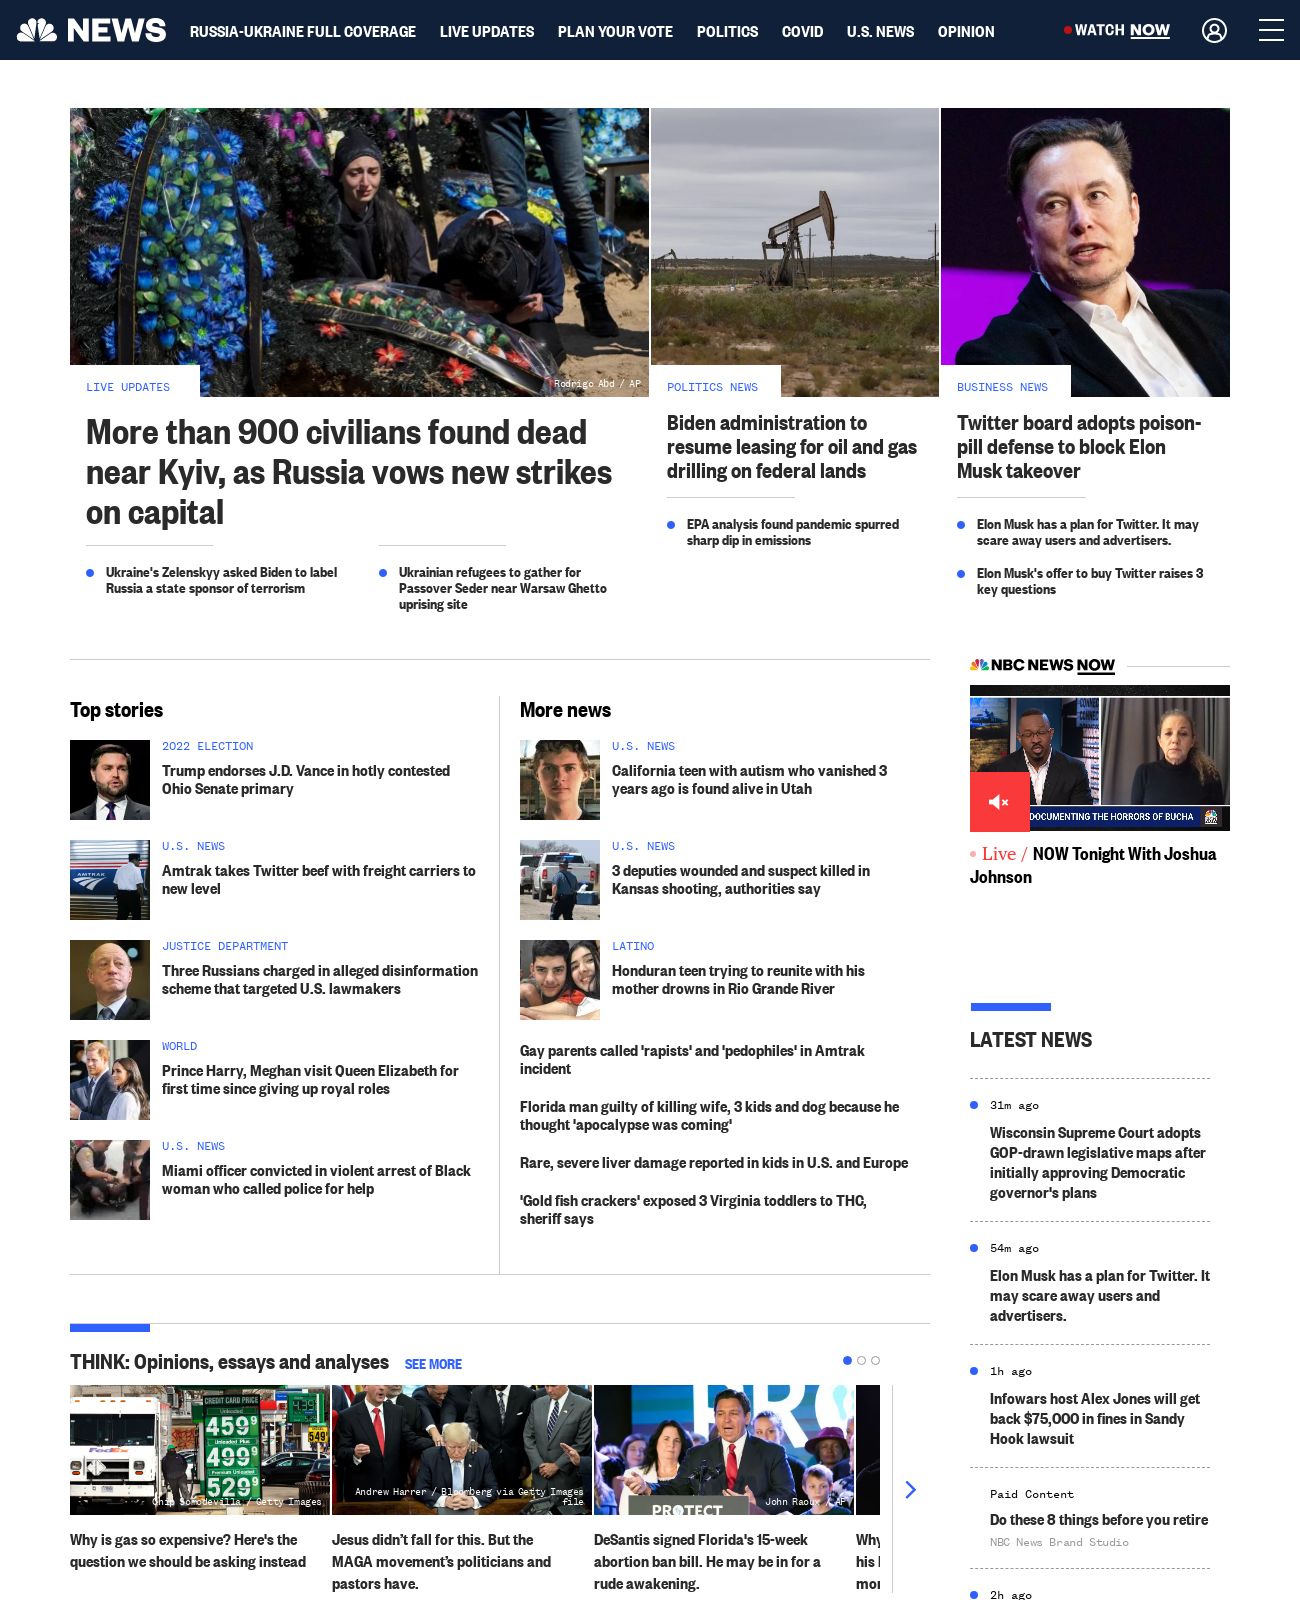 NEWS
RUSSIA-UKRAINE FULL COVERAGE LIVE UPDATES PLAN YOUR VOTE POLITICS COVID U.S. NEWS OPINION
WATCH NOW
Rodrigo Abd / AP
LIVE UPDATES
More than 900 civilians found dead
near Kyiv, as Russia vows new strikes
on capital
Ukraine's Zelenskyy asked Biden to label
Russia a state sponsor of terrorism
Ukrainian refugees to gather for
Passover Seder near Warsaw Ghetto
uprising site
POLITICS NEWS
Biden administration to
resume leasing for oil and gas
drilling on federal lands
EPA analysis found pandemic spurred
sharp dip in emissions
BUSINESS NEWS
Twitter board adopts poison-
pill defense to block Elon
Musk takeover
Elon Musk has a plan for Twitter. It may
scare away users and advertisers.
Elon Musk's offer to buy Twitter raises 3
key questions
Top stories
2022 ELECTION
Trump endorses J.D. Vance in hotly contested
Ohio Senate primary
U.S. NEWS
AMTRAK
Amtrak takes Twitter beef with freight carriers to
new level
JUSTICE DEPARTMENT
Three Russians charged in alleged disinformation
scheme that targeted U.S. lawmakers
WORLD
Prince Harry, Meghan visit Queen Elizabeth for
first time since giving up royal roles
U.S. NEWS
Miami officer convicted in violent arrest of Black
woman who called police for help
More news
U.S. NEWS
California teen with autism who vanished 3
years ago is found alive in Utah
U.S. NEWS
3 deputies wounded and suspect killed in
Kansas shooting, authorities say
LATINO
Honduran teen trying to reunite with his
mother drowns in Rio Grande River
Gay parents called 'rapists' and 'pedophiles' in Amtrak
incident
Florida man guilty of killing wife, 3 kids and dog because he
thought 'apocalypse was coming'
Rare, severe liver damage reported in kids in U.S. and Europe
'Gold fish crackers' exposed 3 Virginia toddlers to THC,
sheriff says
NBC NEWS NOW
DOCUMENTING THE HORRORS OF BUCHA
Live / NOW Tonight With Joshua
Johnson
LATEST NEWS
31m ago
Wisconsin Supreme Court adopts
GOP-drawn legislative maps after
initially approving Democratic
governor's plans
54m ago
Elon Musk has a plan for Twitter. It
may scare away users and
advertisers.
1h ago
Infowars host Alex Jones will get
back $75,000 in fines in Sandy
Hook lawsuit
Paid Content
Do these 8 things before you retire
NBC News Brand Studio
2h ago
THINK: Opinions, essays and analyses SEE MORE
FedEx
CREDIT CARD PRICE
459 9
Unleaded Plus
499 9
Premium Unleaded
529 9
439
549
Chip Somodevilla / Getty Images
Why is gas so expensive? Here's the
question we should be asking instead
Andrew Harrer / Bloomberg via Getty Images
file
Jesus didn't fall for this. But the
MAGA movement's politicians and
pastors have.
PRO
PROTECT
John Raoux / AP
DeSantis signed Florida's 15-week
abortion ban bill. He may be in for a
rude awakening.
Why
his
mor